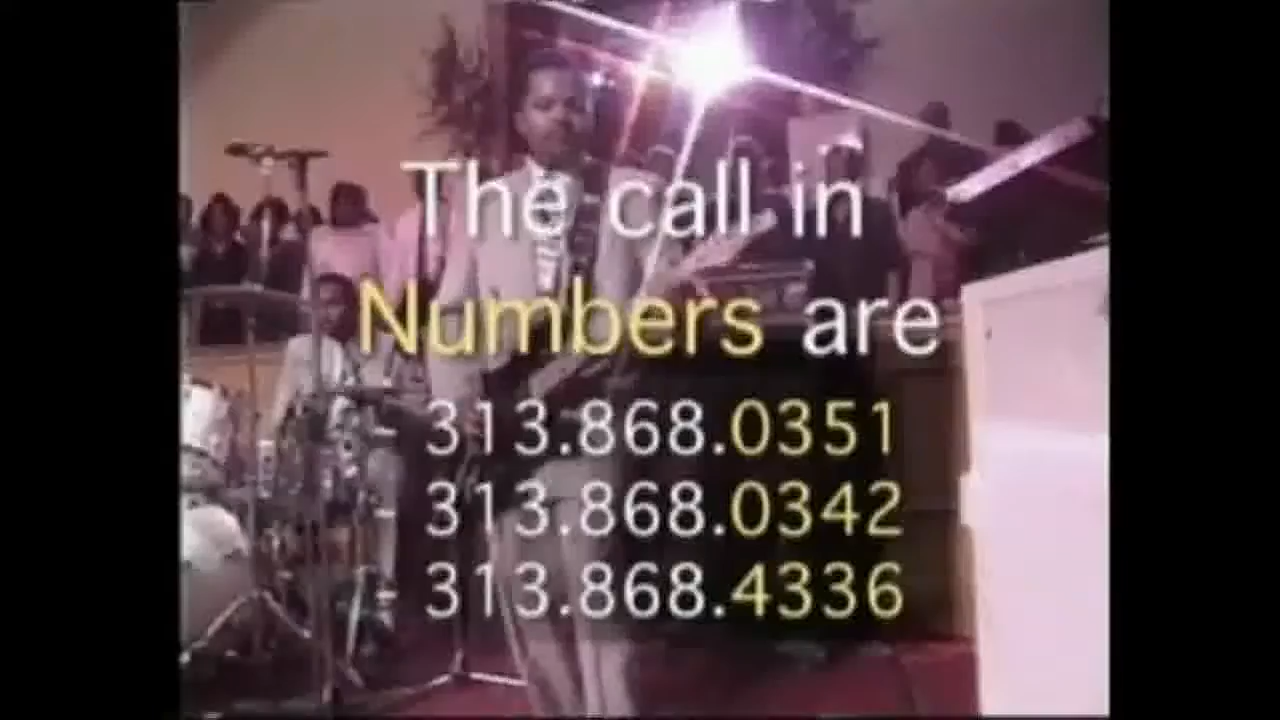 The call in
Numbers are
- 313.868.0351
- 313.868.0342
- 313.868.4336